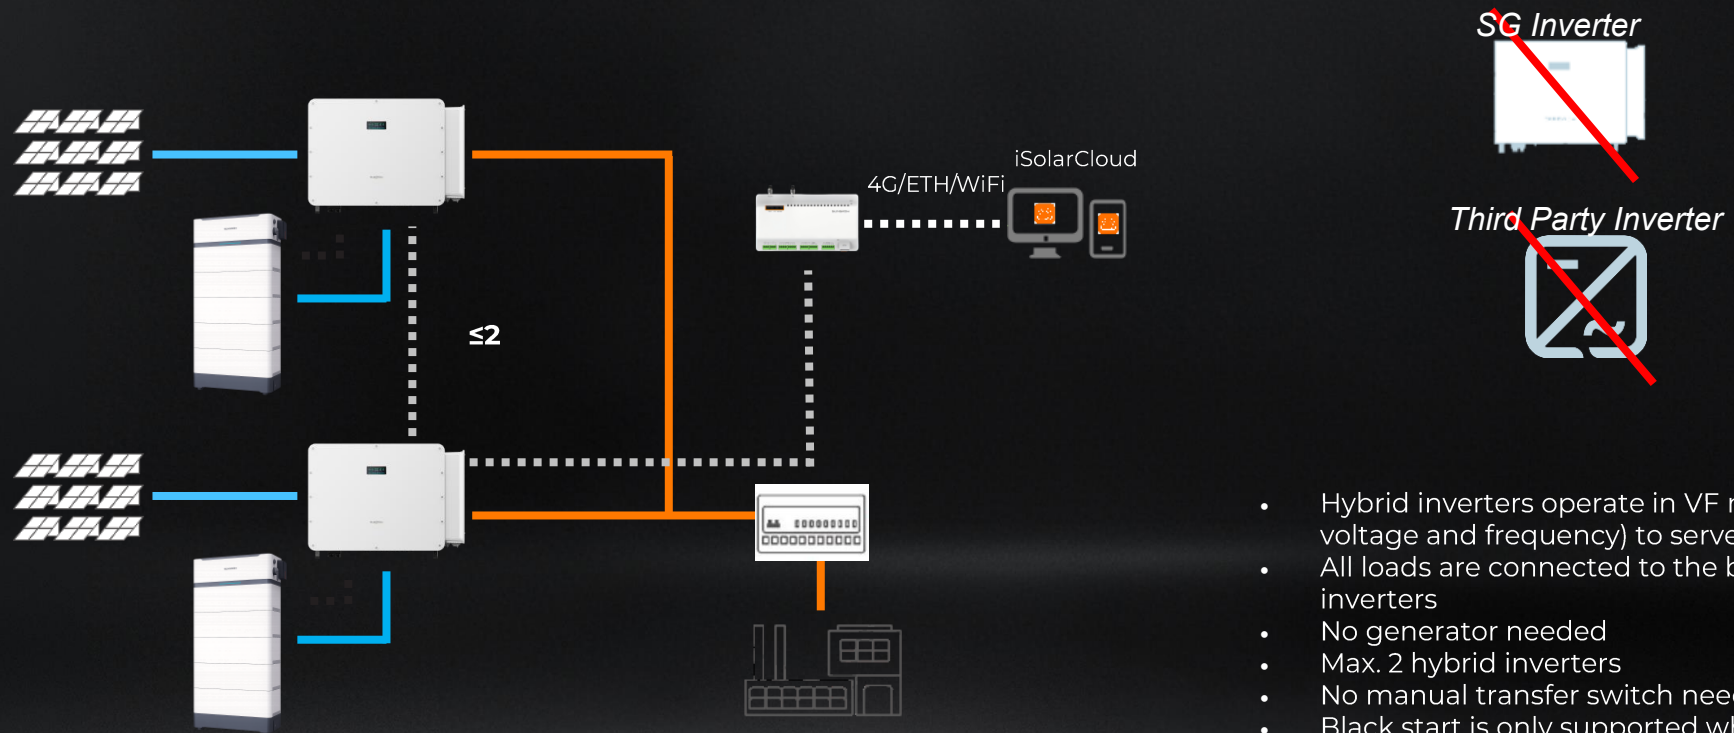 SG Inverter
iSolarCloud
4G/ETH/WiFi
Third Party Inverter
≤2
• Hybrid inverters operate in VF
voltage and frequency) to serve
• All loads are connected to the
inverters
• No generator needed
• Max. 2 hybrid inverters
• No manual transfer switch
• Black start is only supported